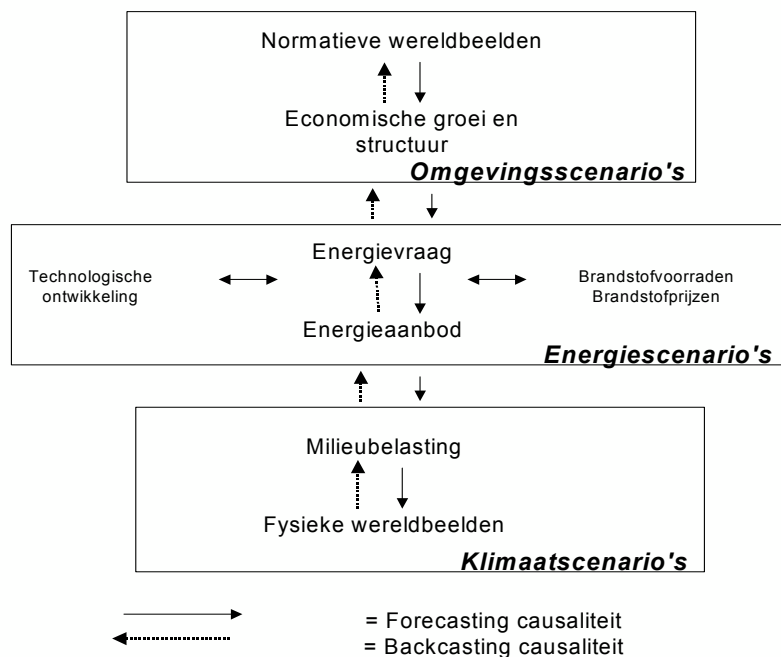 Normatieve wereldbeelden
Economische groei en
structuur
Omgevingsscenario's
Energievraag
Technologische
ontwikkeling
Brandstofvoorraden
Brandstofprijzen
Energieaanbod
Energiescenario's
Milieubelasting
Fysieke wereldbeelden
Klimaatscenario's
= Forecasting causaliteit
= Backcasting causaliteit